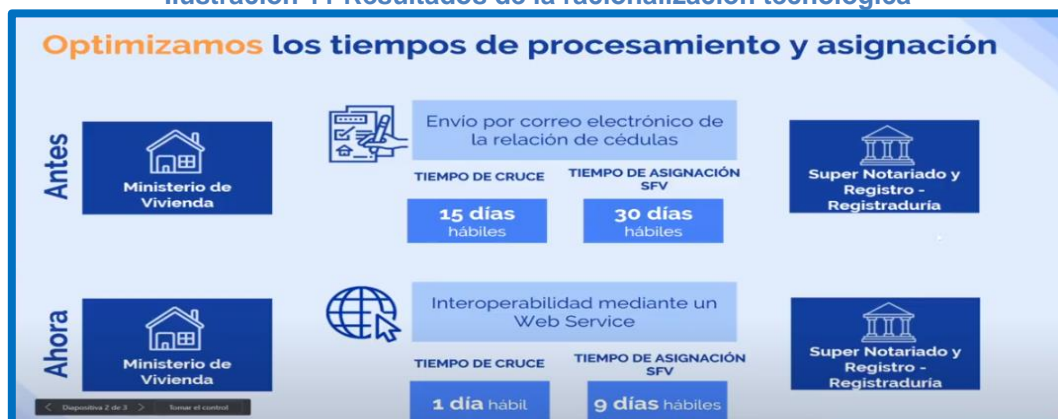 Ilustración 11 Resultados de la racionalización tecnológica
Optimizamos los tiempos de procesamiento y asignación
Antes
Ministerio de
Vivienda
Envío por correo electrónico de
la relación de cédulas
TIEMPO DE CRUCE
15 días
hábiles
TIEMPO DE ASIGNACIÓN
SFV
30 días
hábiles
Super Notariado y
Registro -
Registraduría
Ahora
Ministerio de
Vivienda
Interoperabilidad mediante un
Web Service
TIEMPO DE CRUCE
1 día hábil
TIEMPO DE ASIGNACIÓN
SFV
9 días hábiles
Super Notariado y
Registro -
Registraduría
Diapositiva 2 de 3
Tomar el control